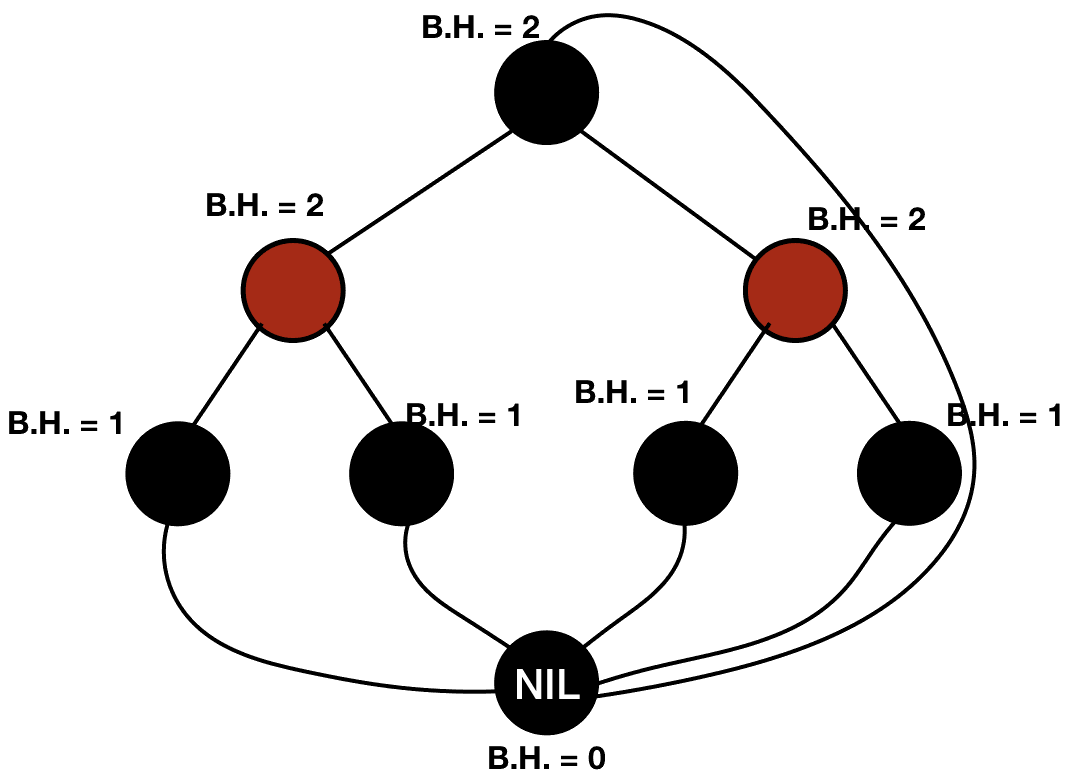 B.H. = 2
B.H. = 2
B.H. = 2
B.H. = 1
B.H. = 1
B.H. = 1
B.H. = 1
NIL
B.H. = 0